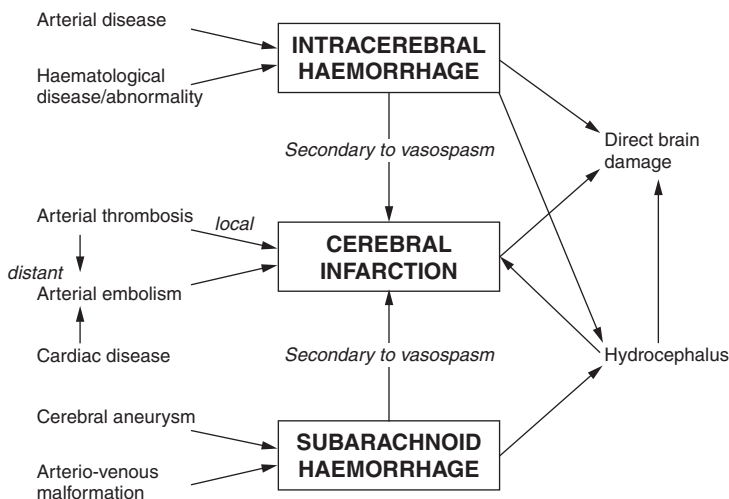 Arterial disease
Haematological
disease/abnormality
INTRACEREBRAL
HAEMORRHAGE
Secondary to vasospasm
Direct brain
damage
Arterial thrombosis
local
distant
Arterial embolism
Cardiac disease
CEREBRAL
INFARCTION
Secondary to vasospasm
Hydrocephalus
Cerebral aneurysm
Arterio-venous
malformation
SUBARACHNOID
HAEMORRHAGE